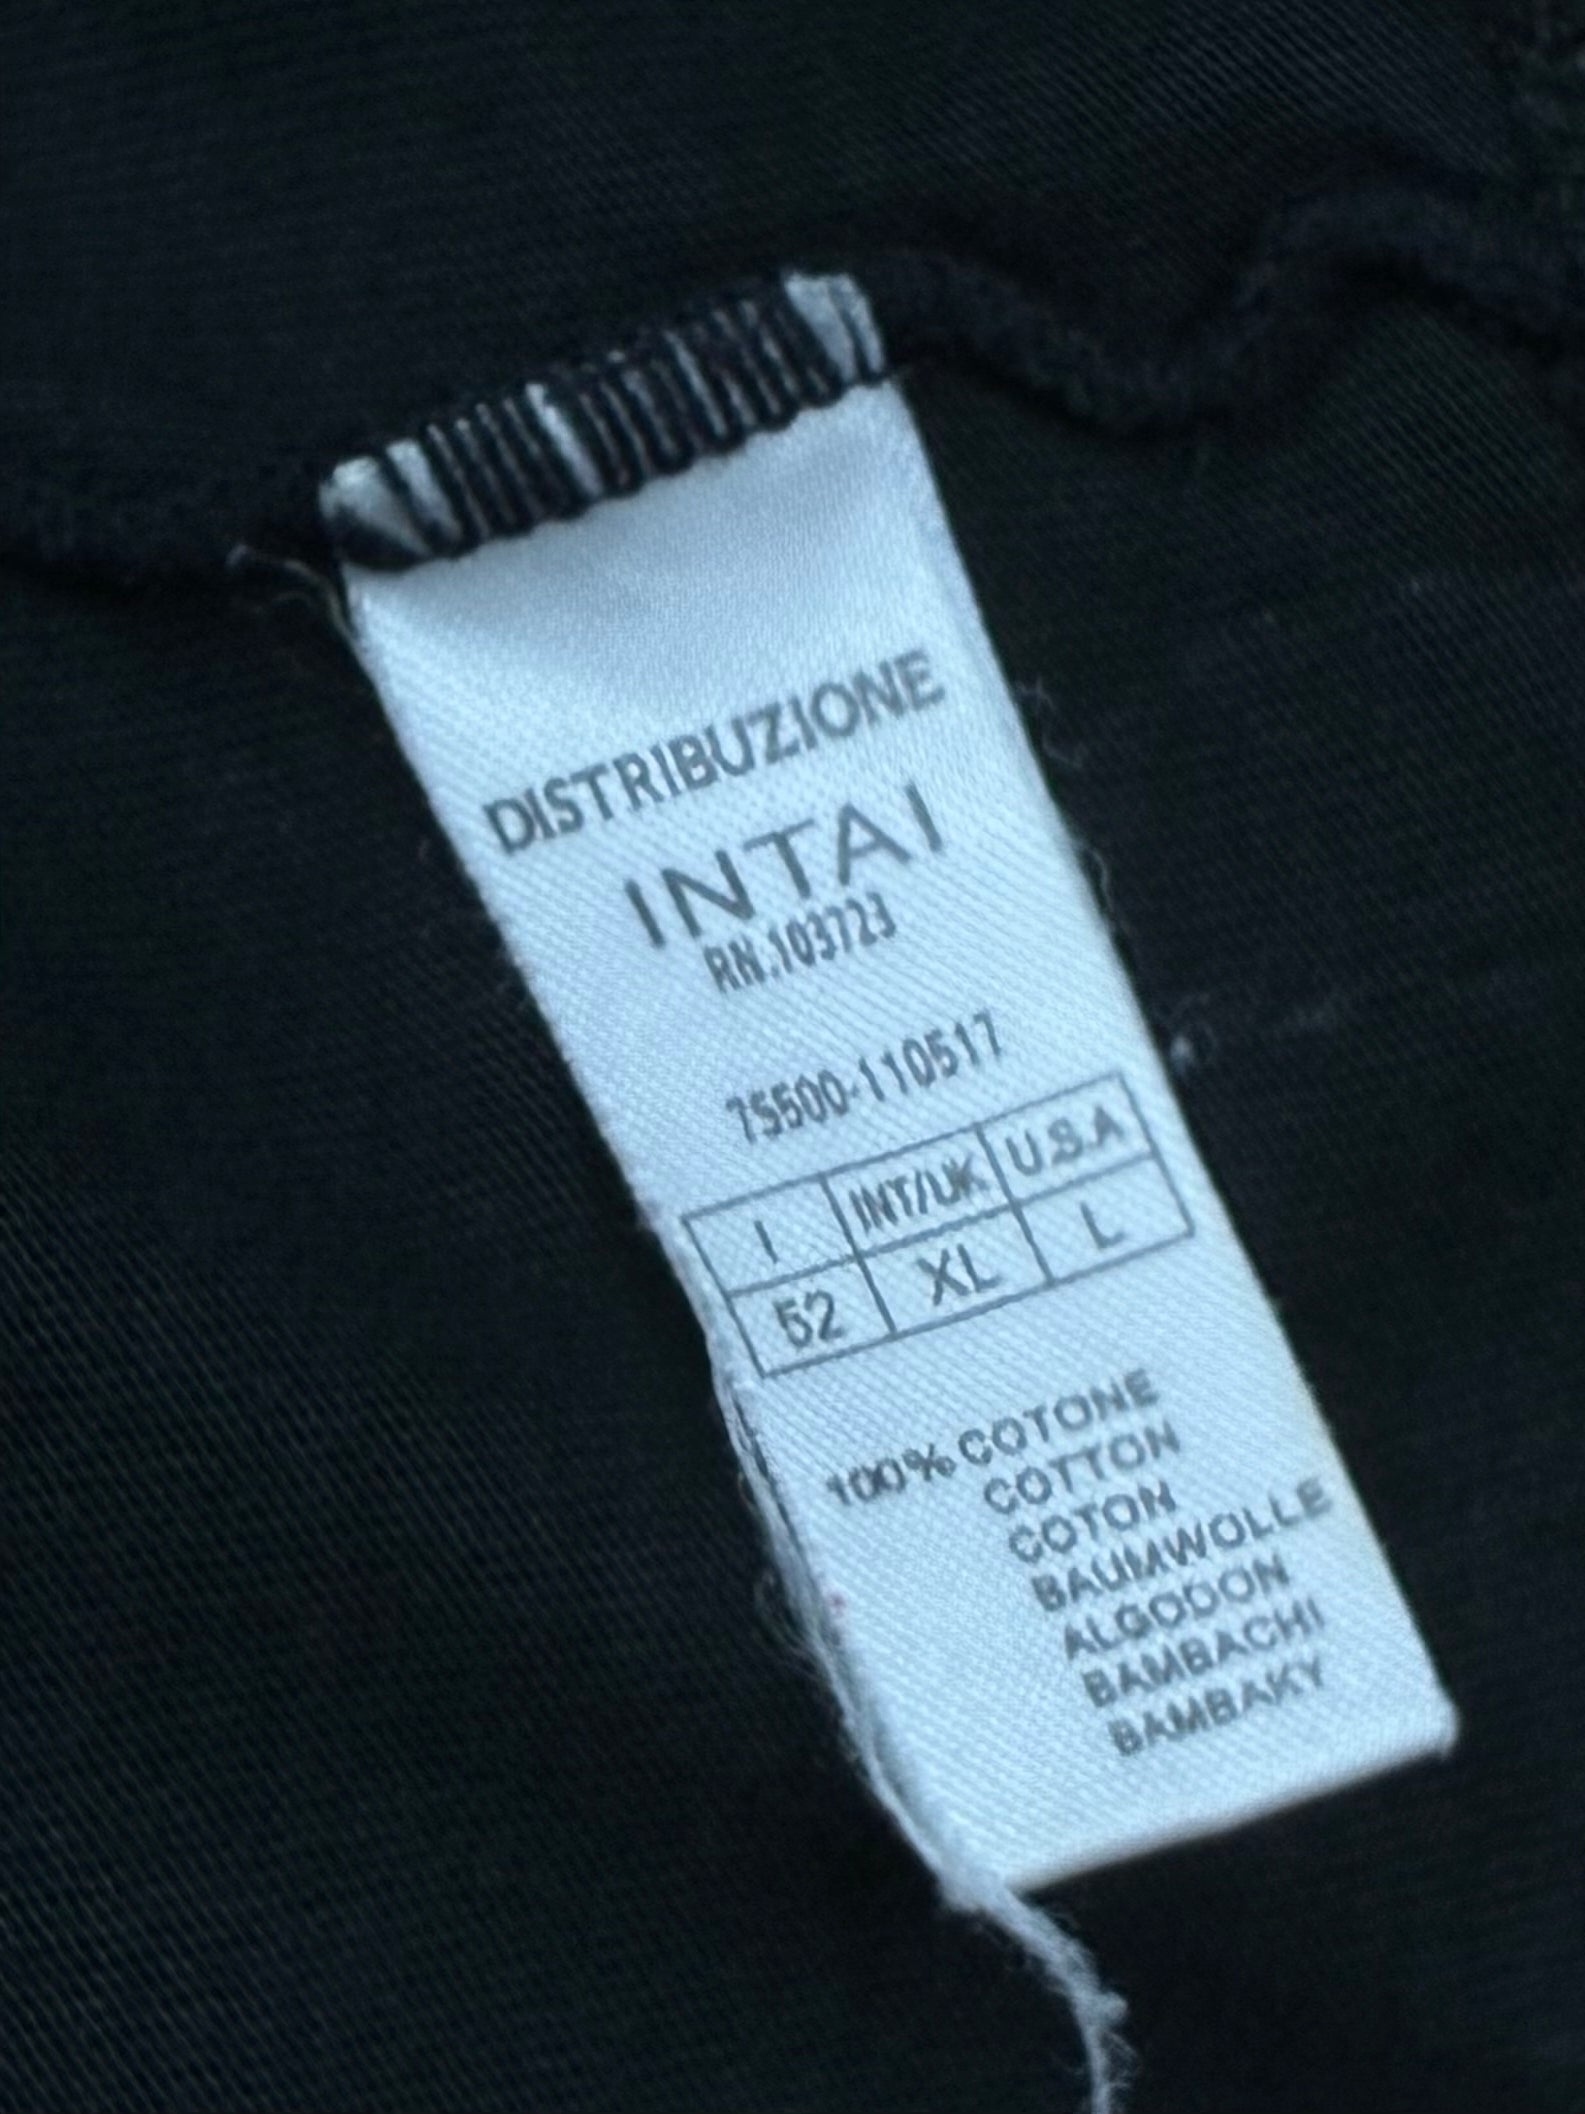 DISTRIBUZIONE
INTAI
RN.103723
75500-110517
I INT/UK U.S.A
52 XL L
100% COTONE
COTTON
COTON
BAUMWOLLE
ALGODON
BAMBACHI
BAMBAKY